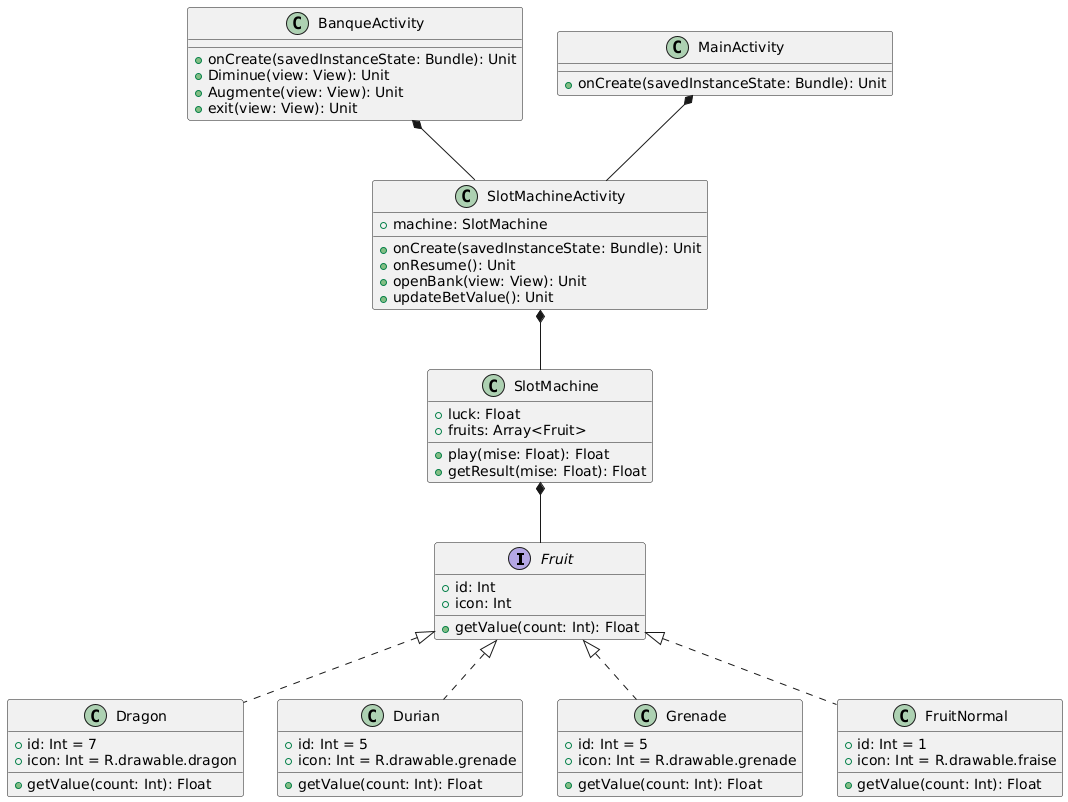 C BanqueActivity
onCreate(savedInstanceState: Bundle): Unit
Diminue(view: View): Unit
Augmente(view: View): Unit
exit(view: View): Unit
C MainActivity
onCreate(savedInstanceState: Bundle): Unit
C SlotMachineActivity
machine: SlotMachine
onCreate(savedInstanceState: Bundle): Unit
onResume(): Unit
openBank(view: View): Unit
updateBetValue(): Unit
C SlotMachine
luck: Float
fruits: Array<Fruit>
play(mise: Float): Float
getResult(mise: Float): Float
I Fruit
id: Int
icon: Int
getValue(count: Int): Float
C Dragon
id: Int = 7
icon: Int = R.drawable.dragon
getValue(count: Int): Float
C Durian
id: Int = 5
icon: Int = R.drawable.grenade
getValue(count: Int): Float
C Grenade
id: Int = 5
icon: Int = R.drawable.grenade
getValue(count: Int): Float
C FruitNormal
id: Int = 1
icon: Int = R.drawable.fraise
getValue(count: Int): Float